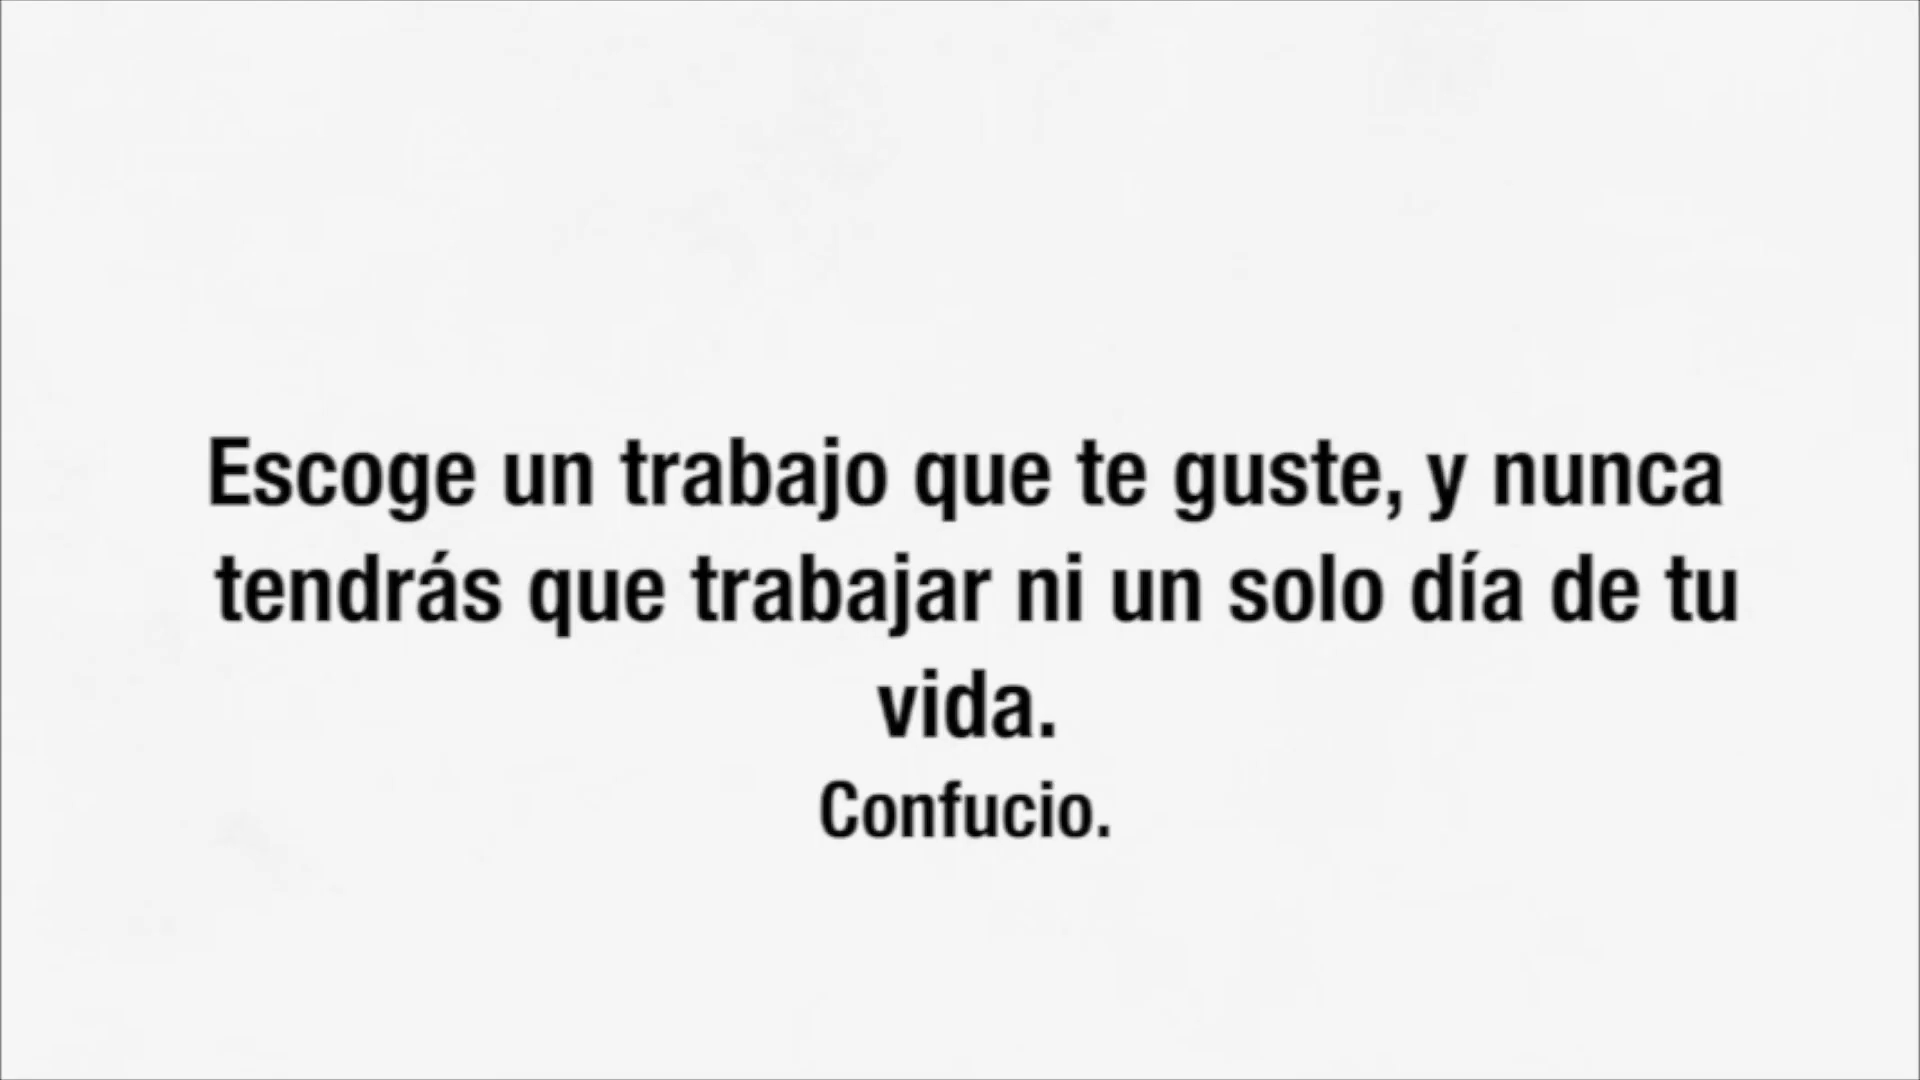 Escoge un trabajo que te guste, y nunca
tendrás que trabajar ni un solo día de tu
vida.
Confucio.